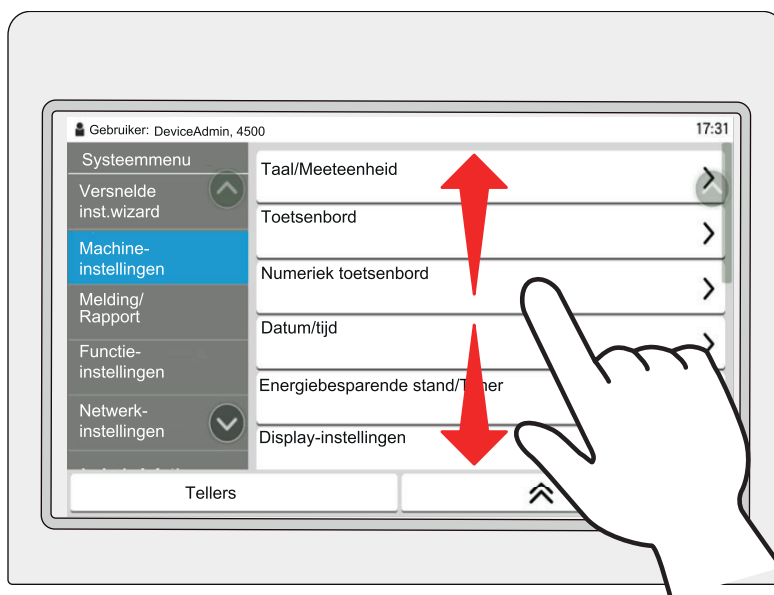 Gebruiker: DeviceAdmin, 4500
17:31
Systeemmenu
Versnelde
inst.wizard
Machine-
instellingen
Melding/
Rapport
Functie-
instellingen
Netwerk-
instellingen
Taal/Meeteenheid
Toetsenbord
Numeriek toetsenbord
Datum/tijd
Energiebesparende stand/
Display-instellingen
Tellers